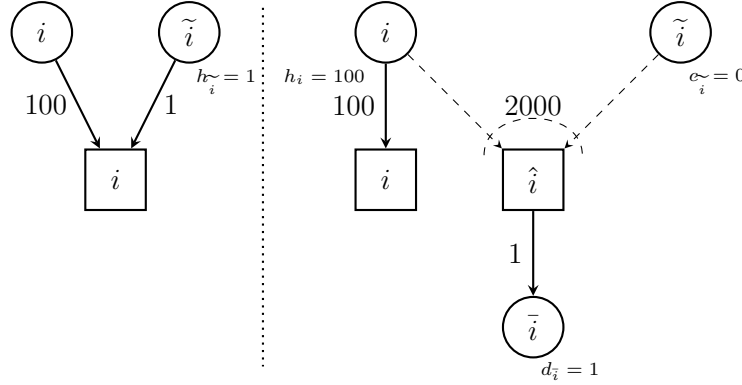 i ĩ i ĩ
h_ĩ = 1 h_i = 100 e_ĩ = 0
100 1 100 2000
i i î
1
ī
d_ī = 1